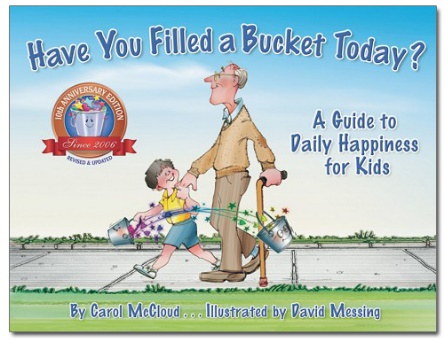 Have You Filled a Bucket Today?
10th ANNIVERSARY EDITION
Since 2006
REVISED & UPDATED
A Guide to
Daily Happiness
for Kids
By Carol McCloud . . . Illustrated by David Messing